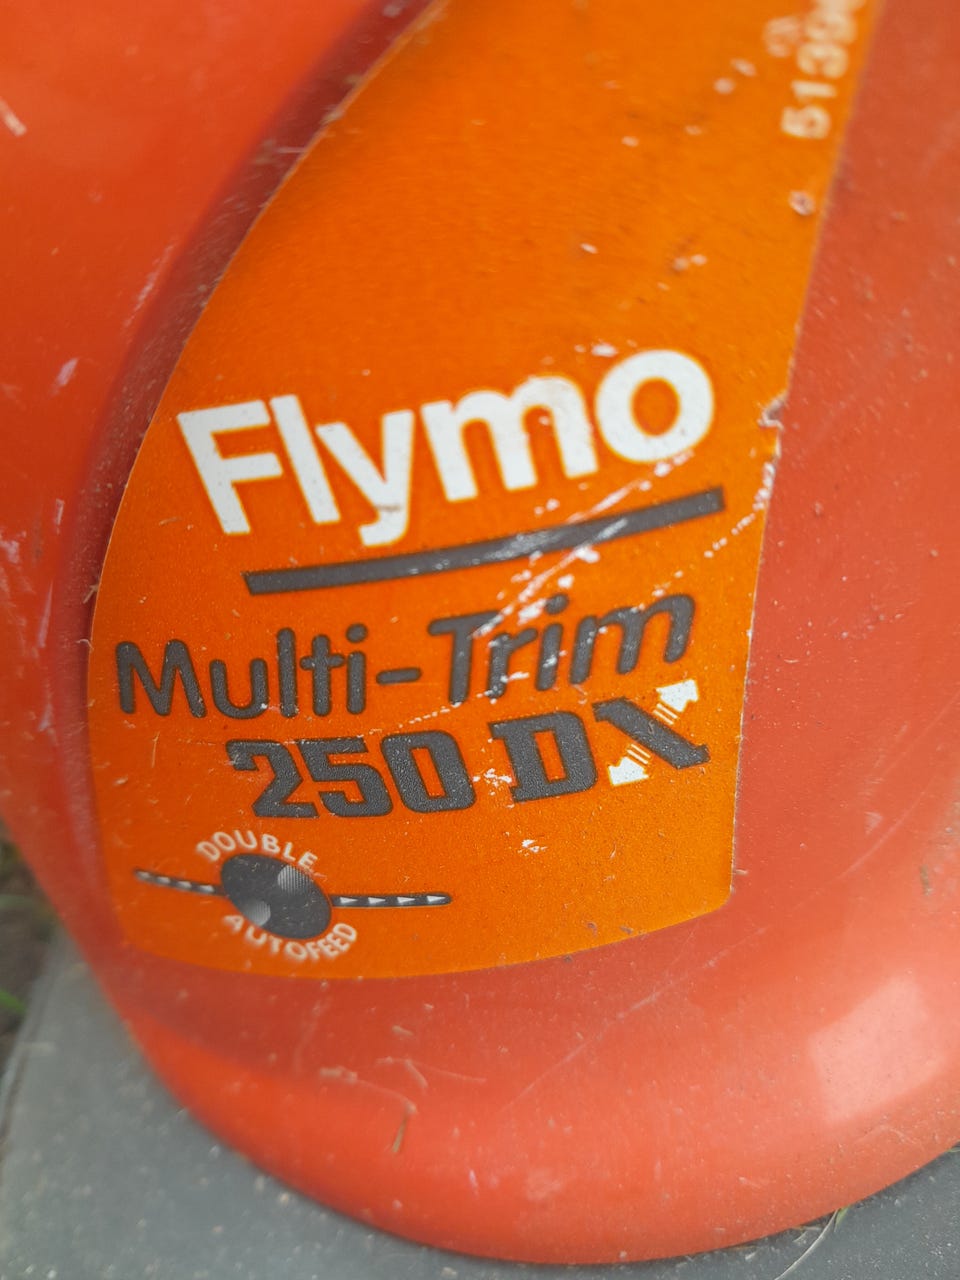 Flymo
Multi-Trim
250 DX
DOUBLE
AUTOFEED